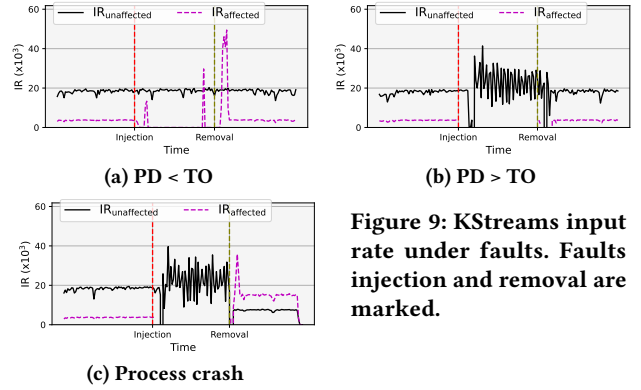 IRunaffected IRaffected
60
40
20
0
IR (x10³)
Injection Removal
Time
(a) PD < TO
IRunaffected IRaffected
60
40
20
0
IR (x10³)
Injection Removal
Time
(b) PD > TO
IRunaffected IRaffected
60
40
20
0
IR (x10³)
Injection Removal
Time
(c) Process crash
Figure 9: KStreams input
rate under faults. Faults
injection and removal are
marked.